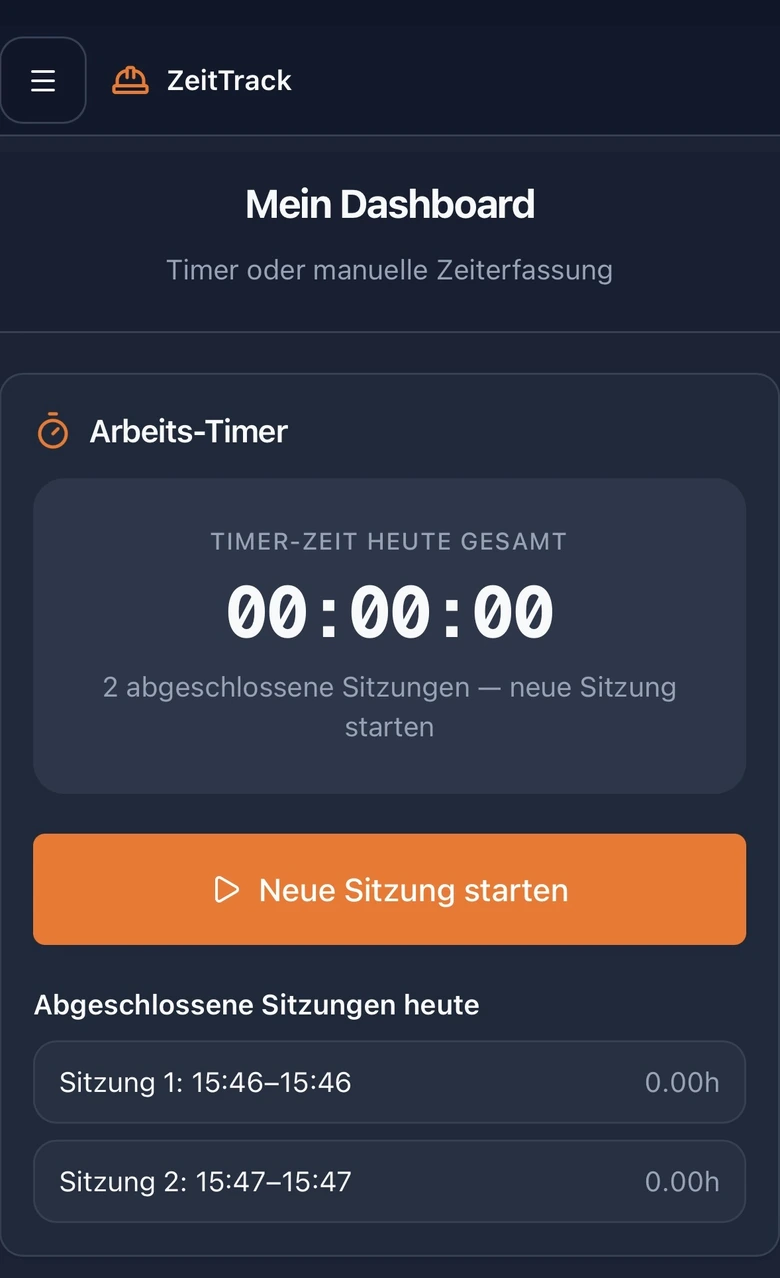 ZeitTrack
Mein Dashboard
Timer oder manuelle Zeiterfassung
Arbeits-Timer
TIMER-ZEIT HEUTE GESAMT
00:00:00
2 abgeschlossene Sitzungen — neue Sitzung
starten
Neue Sitzung starten
Abgeschlossene Sitzungen heute
Sitzung 1: 15:46–15:46 0.00h
Sitzung 2: 15:47–15:47 0.00h